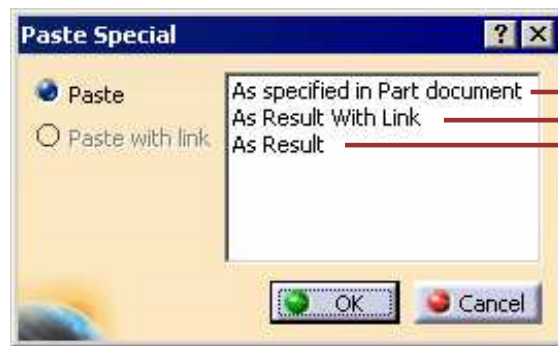 Paste Special
? X
Paste
Paste with link
As specified in Part document
As Result With Link
As Result
OK
Cancel